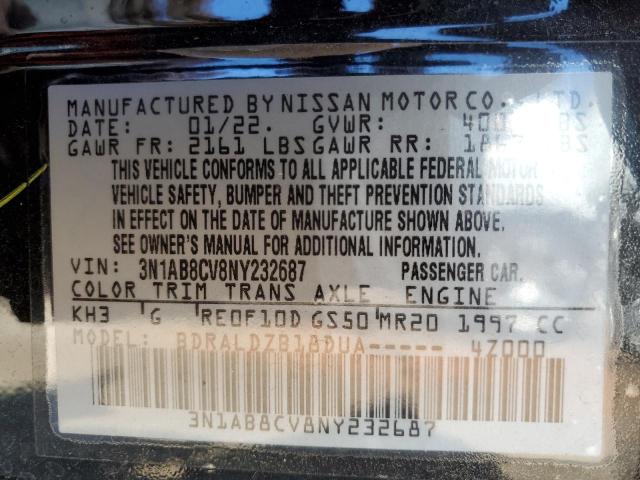 MANUFACTURED BY NISSAN MOTOR CO., LTD.
DATE: 01/22. GVWR:
GAWR FR: 2161 LBS GAWR RR:
THIS VEHICLE CONFORMS TO ALL APPLICABLE FEDERAL MOTOR
VEHICLE SAFETY, BUMPER AND THEFT PREVENTION STANDARDS
IN EFFECT ON THE DATE OF MANUFACTURE SHOWN ABOVE.
SEE OWNER'S MANUAL FOR ADDITIONAL INFORMATION.
VIN: 3N1AB8CV8NY232687 PASSENGER CAR.
COLOR TRIM TRANS AXLE ENGINE
KH3 G RE0F10D GS50 MR20 1997 CC
MODEL: BDRALDZB18DUA----- 4Z000
3N1AB8CV8NY232687